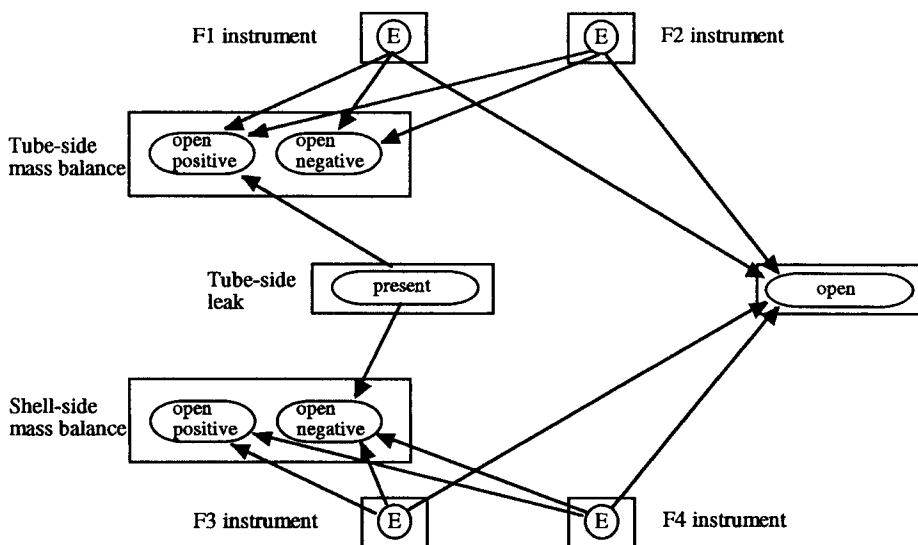 F1 instrument
E
E
F2 instrument
Tube-side
mass balance
open
positive
open
negative
Tube-side
leak
present
open
Shell-side
mass balance
open
positive
open
negative
F3 instrument
E
E
F4 instrument